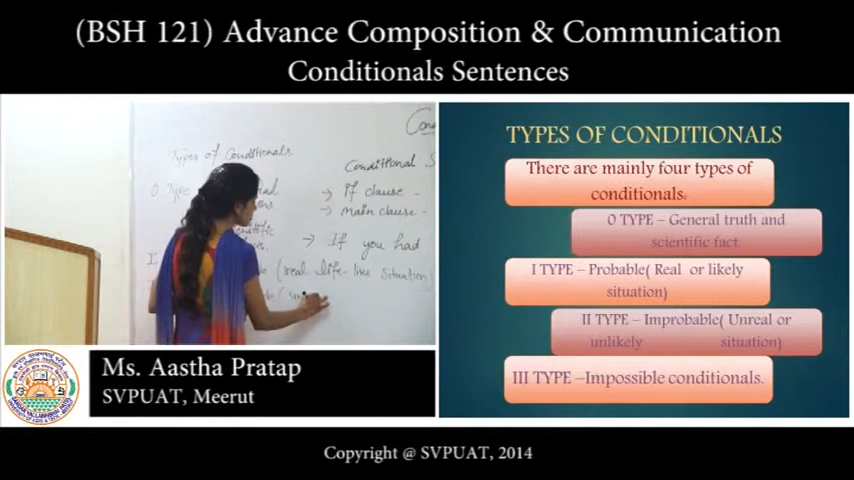 (BSH 121) Advance Composition & Communication
Conditionals Sentences
Types of Conditionals
0 Type
Conditional S
→ If clause -
→ main clause -
→ If you had
(real life-like situation)
TYPES OF CONDITIONALS
There are mainly four types of
conditionals:
0 TYPE – General truth and
scientific fact
I TYPE – Probable( Real or likely
situation)
II TYPE – Improbable( Unreal or
unlikely situation)
III TYPE –Impossible conditionals.
Ms. Aastha Pratap
SVPUAT, Meerut
Copyright @ SVPUAT, 2014